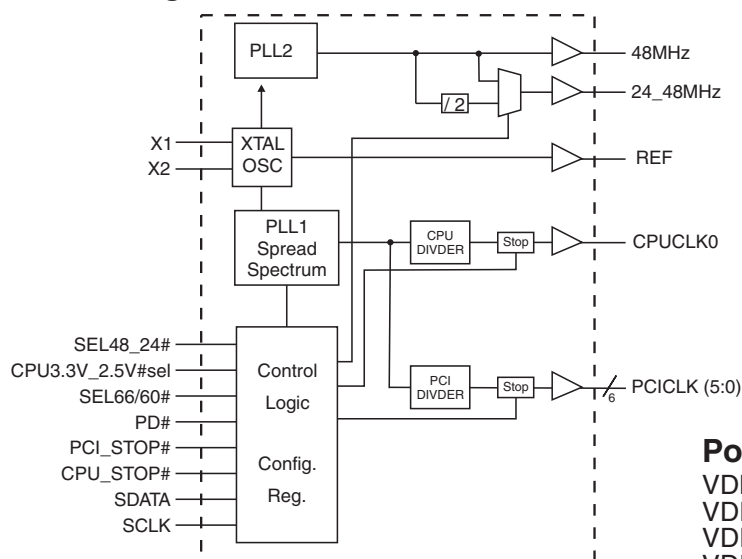 PLL2
48MHz
/ 2
24_48MHz
X1
X2
XTAL
OSC
REF
PLL1
Spread
Spectrum
CPU
DIVDER
Stop
CPUCLK0
SEL48_24#
CPU3.3V_2.5V#sel
SEL66/60#
PD#
PCI_STOP#
CPU_STOP#
SDATA
SCLK
Control
Logic
Config.
Reg.
PCI
DIVDER
Stop
6
PCICLK (5:0)